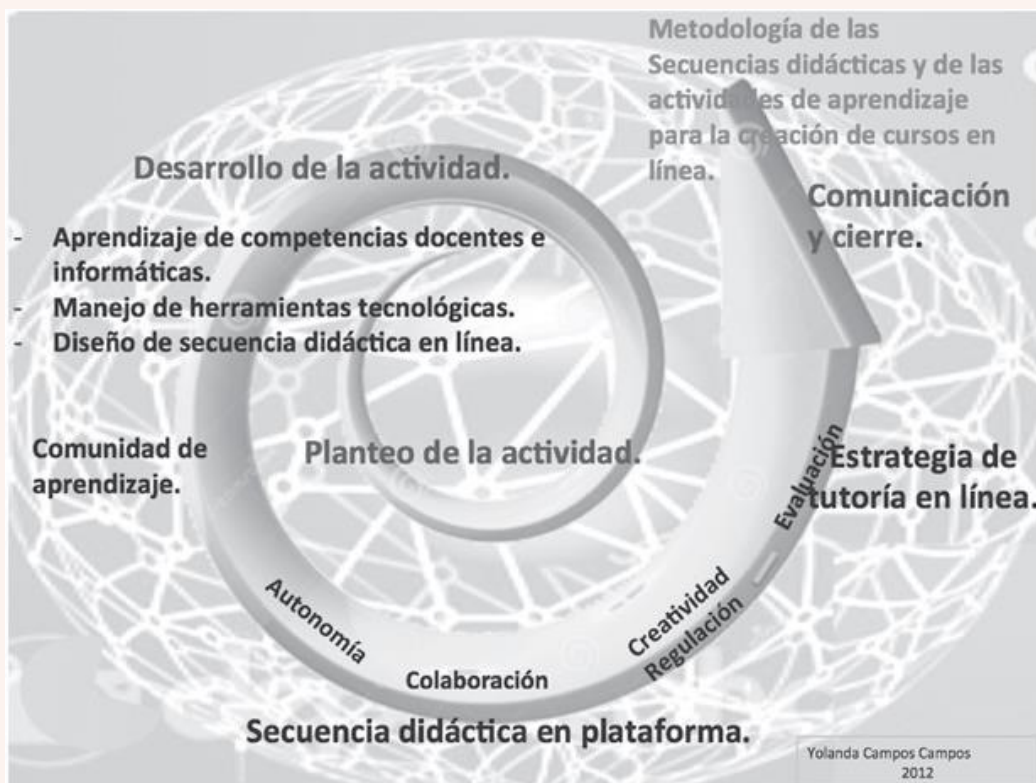 Metodología de las
Secuencias didácticas y de las
actividades de aprendizaje
para la creación de cursos en
línea.
Desarrollo de la actividad.
Comunicación
y cierre.
- Aprendizaje de competencias docentes e
informáticas.
- Manejo de herramientas tecnológicas.
- Diseño de secuencia didáctica en línea.
Comunidad de
aprendizaje.
Planteo de la actividad.
Estrategia de
tutoría en línea.
Autonomía
Colaboración
Creatividad
Regulación
Evaluación
Secuencia didáctica en plataforma.
Yolanda Campos Campos
2012